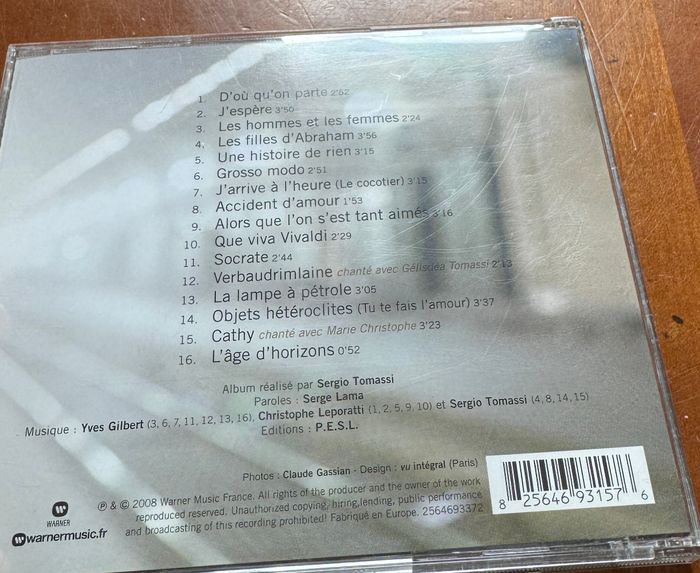 1. D'où qu'on parte 2'52
2. J'espère 3'50
3. Les hommes et les femmes 2'24
4. Les filles d'Abraham 3'56
5. Une histoire de rien 3'15
6. Grosso modo 2'51
7. J'arrive à l'heure (Le cocotier) 3'15
8. Accident d'amour 1'53
9. Alors que l'on s'est tant aimés 3'16
10. Que viva Vivaldi 2'29
11. Socrate 2'44
12. Verbaudrimlaine chanté avec Géliscléa Tomassi 2'13
13. La lampe à pétrole 3'05
14. Objets hétéroclites (Tu te fais l'amour) 3'37
15. Cathy chanté avec Marie Christophe 3'23
16. L'âge d'horizons 0'52
Album réalisé par Sergio Tomassi
Paroles : Serge Lama
Musique : Yves Gilbert (3, 6, 7, 11, 12, 13, 16), Christophe Leporatti (1, 2, 5, 9, 10) et Sergio Tomassi (4, 8, 14, 15)
Editions : P.E.S.L.
Photos : Claude Gassian - Design : vu intégral (Paris)
℗ & © 2008 Warner Music France. All rights of the producer and the owner of the work
reproduced reserved. Unauthorized copying, hiring,lending, public performance
and broadcasting of this recording prohibited! Fabriqué en Europe. 2564693372
WARNER
warnermusic.fr
8 25646 93157 6